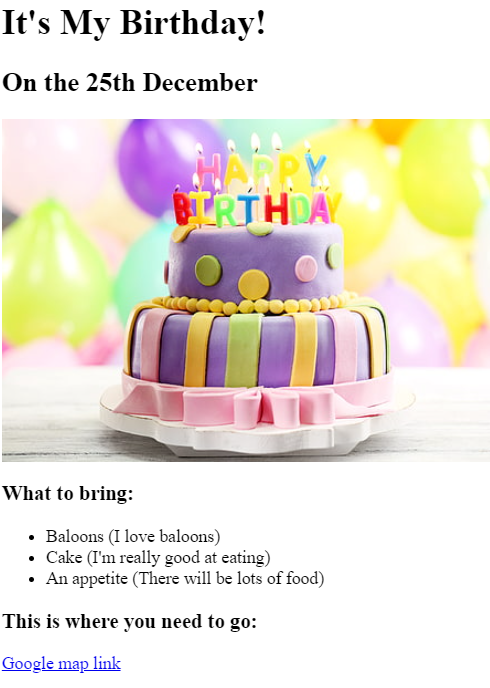 It's My Birthday!
On the 25th December
HAPPY
BIRTHDAY
What to bring:
Baloons (I love baloons)
Cake (I'm really good at eating)
An appetite (There will be lots of food)
This is where you need to go:
Google map link